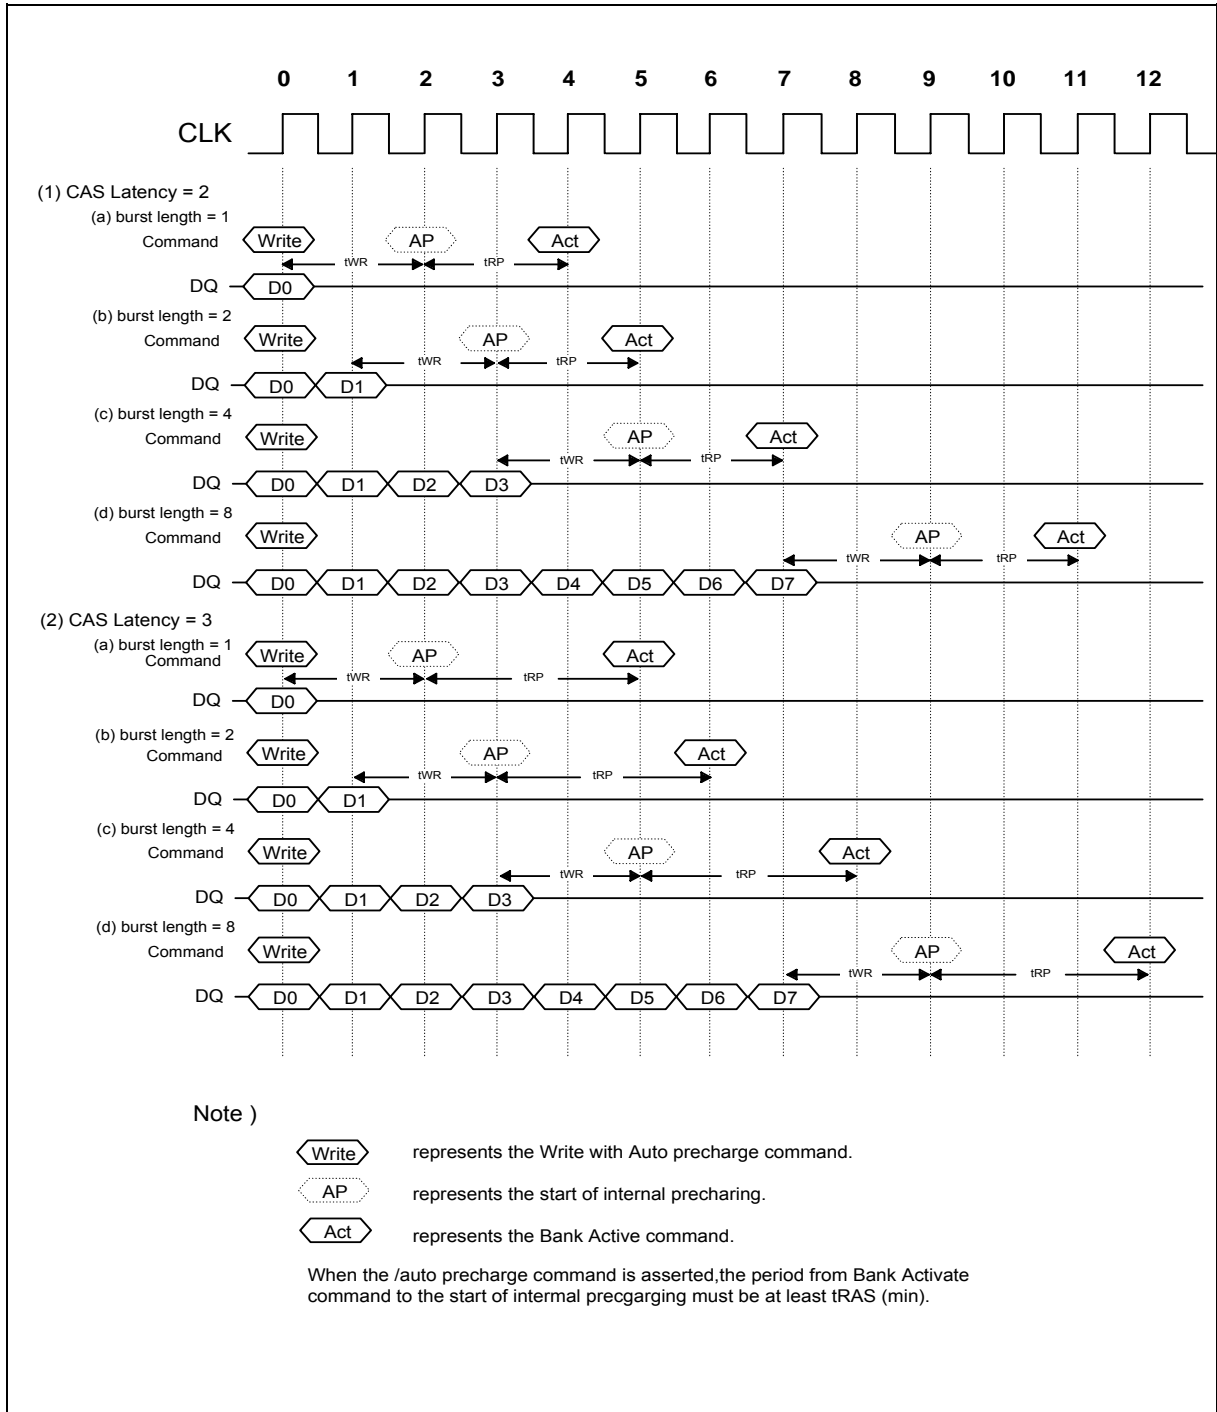 0 1 2 3 4 5 6 7 8 9 10 11 12
CLK
(1) CAS Latency = 2
(a) burst length = 1
Command Write AP Act
tWR tRP
DQ D0
(b) burst length = 2
Command Write AP Act
tWR tRP
DQ D0 D1
(c) burst length = 4
Command Write AP Act
tWR tRP
DQ D0 D1 D2 D3
(d) burst length = 8
Command Write AP Act
tWR tRP
DQ D0 D1 D2 D3 D4 D5 D6 D7
(2) CAS Latency = 3
(a) burst length = 1
Command Write AP Act
tWR tRP
DQ D0
(b) burst length = 2
Command Write AP Act
tWR tRP
DQ D0 D1
(c) burst length = 4
Command Write AP Act
tWR tRP
DQ D0 D1 D2 D3
(d) burst length = 8
Command Write AP Act
tWR tRP
DQ D0 D1 D2 D3 D4 D5 D6 D7
Note )
Write represents the Write with Auto precharge command.
AP represents the start of internal precharing.
Act represents the Bank Active command.
When the /auto precharge command is asserted,the period from Bank Activate
command to the start of intermal precgarging must be at least tRAS (min).